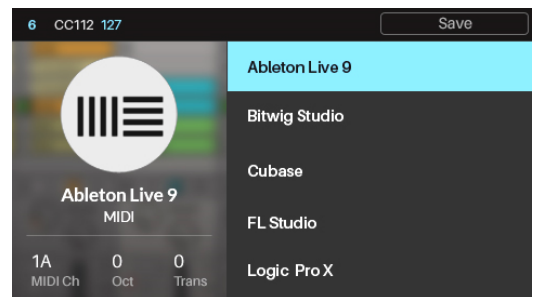 6 CC112 127 Save
Ableton Live 9
Bitwig Studio
Cubase
FL Studio
Logic Pro X
Ableton Live 9
MIDI
1A 0 0
MIDI Ch Oct Trans